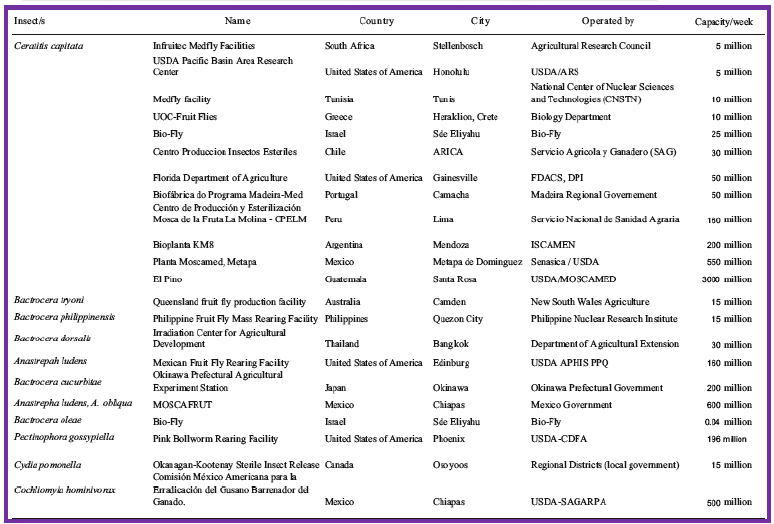 Insect/s Name Country City Operated by Capacity/week
Ceratitis capitata Infruitec Medfly Facilities South Africa Stellenbosch Agricultural Research Council 5 million
USDA Pacific Basin Area Research
Center United States of America Honolulu USDA/ARS 5 million
National Center of Nuclear Sciences
Medfly facility Tunisia Tunis and Technologies (CNSTN) 10 million
UOC-Fruit Flies Greece Heraklion, Crete Biology Department 10 million
Bio-Fly Israel Sde Eliyahu Bio-Fly 25 million
Centro Produccion Insectos Esteriles Chile ARICA Servicio Agricola y Ganadero (SAG) 30 million
Florida Department of Agriculture United States of America Gainesville FDACS, DPI 50 million
Biofábrica do Programa Madeira-Med Portugal Camacha Madeira Regional Governement 50 million
Centro de Producción y Esterilización
Mosca de la Fruta La Molina - CPELM Peru Lima Servicio Nacional de Sanidad Agraria 160 million
Bioplanta KM8 Argentina Mendoza ISCAMEN 200 million
Planta Moscamed, Metapa Mexico Metapa de Dominguez Senasica / USDA 550 million
El Pino Guatemala Santa Rosa USDA/MOSCAMED 3000 million
Bactrocera tryoni Queensland fruit fly production facility Australia Camden New South Wales Agriculture 15 million
Bactrocera philippinensis Philippine Fruit Fly Mass Rearing Facility Philippines Quezon City Philippine Nuclear Research Institute 15 million
Irradiation Center for Agricultural
Bactrocera dorsalis Development Thailand Bangkok Department of Agricultural Extension 30 million
Anastrepah ludens Mexican Fruit Fly Rearing Facility United States of America Edinburg USDA APHIS PPQ 160 million
Okinawa Prefectural Agricultural
Bactrocera cucurbitae Experiment Station Japan Okinawa Okinawa Prefectural Government 200 million
Anastrepha ludens, A. obliqua MOSCAFRUT Mexico Chiapas Mexico Government 600 million
Bactrocera oleae Bio-Fly Israel Sde Eliyahu Bio-Fly 0.04 million
Pectinophora gossypiella Pink Bollworm Rearing Facility United States of America Phoenix USDA-CDFA 196 million
Cydia pomonella Okanagan-Kootenay Sterile Insect Release Canada Osoyoos Regional Districts (local government) 15 million
Comisión México Americana para la
Cochliomyia hominivorax Erradicación del Gusano Barrenador del
Ganado. Mexico Chiapas USDA-SAGARPA 500 million